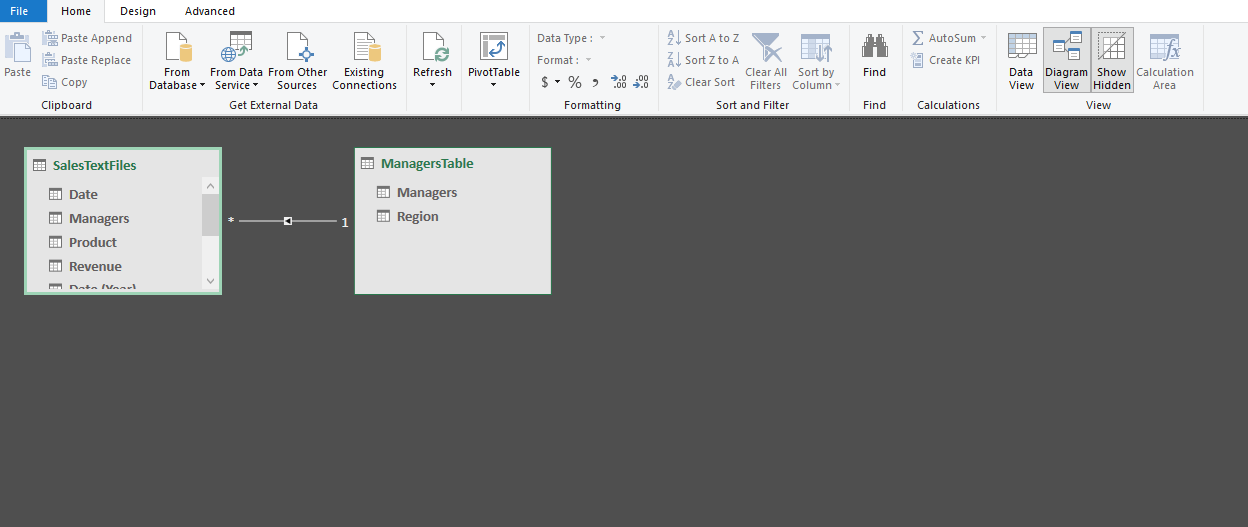 File Home Design Advanced
Paste
Paste Append
Paste Replace
Copy
Clipboard
From Database
From Data Service
From Other Sources
Existing Connections
Get External Data
Refresh
PivotTable
Data Type :
Format :
$ % , .00 .00
Formatting
Sort A to Z
Sort Z to A
Clear Sort
Clear All Filters
Sort by Column
Sort and Filter
Find
Find
AutoSum
Create KPI
Calculations
Data View
Diagram View
Show Hidden
Calculation Area
View
SalesTextFiles
Date
Managers
Product
Revenue
Date (Year)
* 1
ManagersTable
Managers
Region